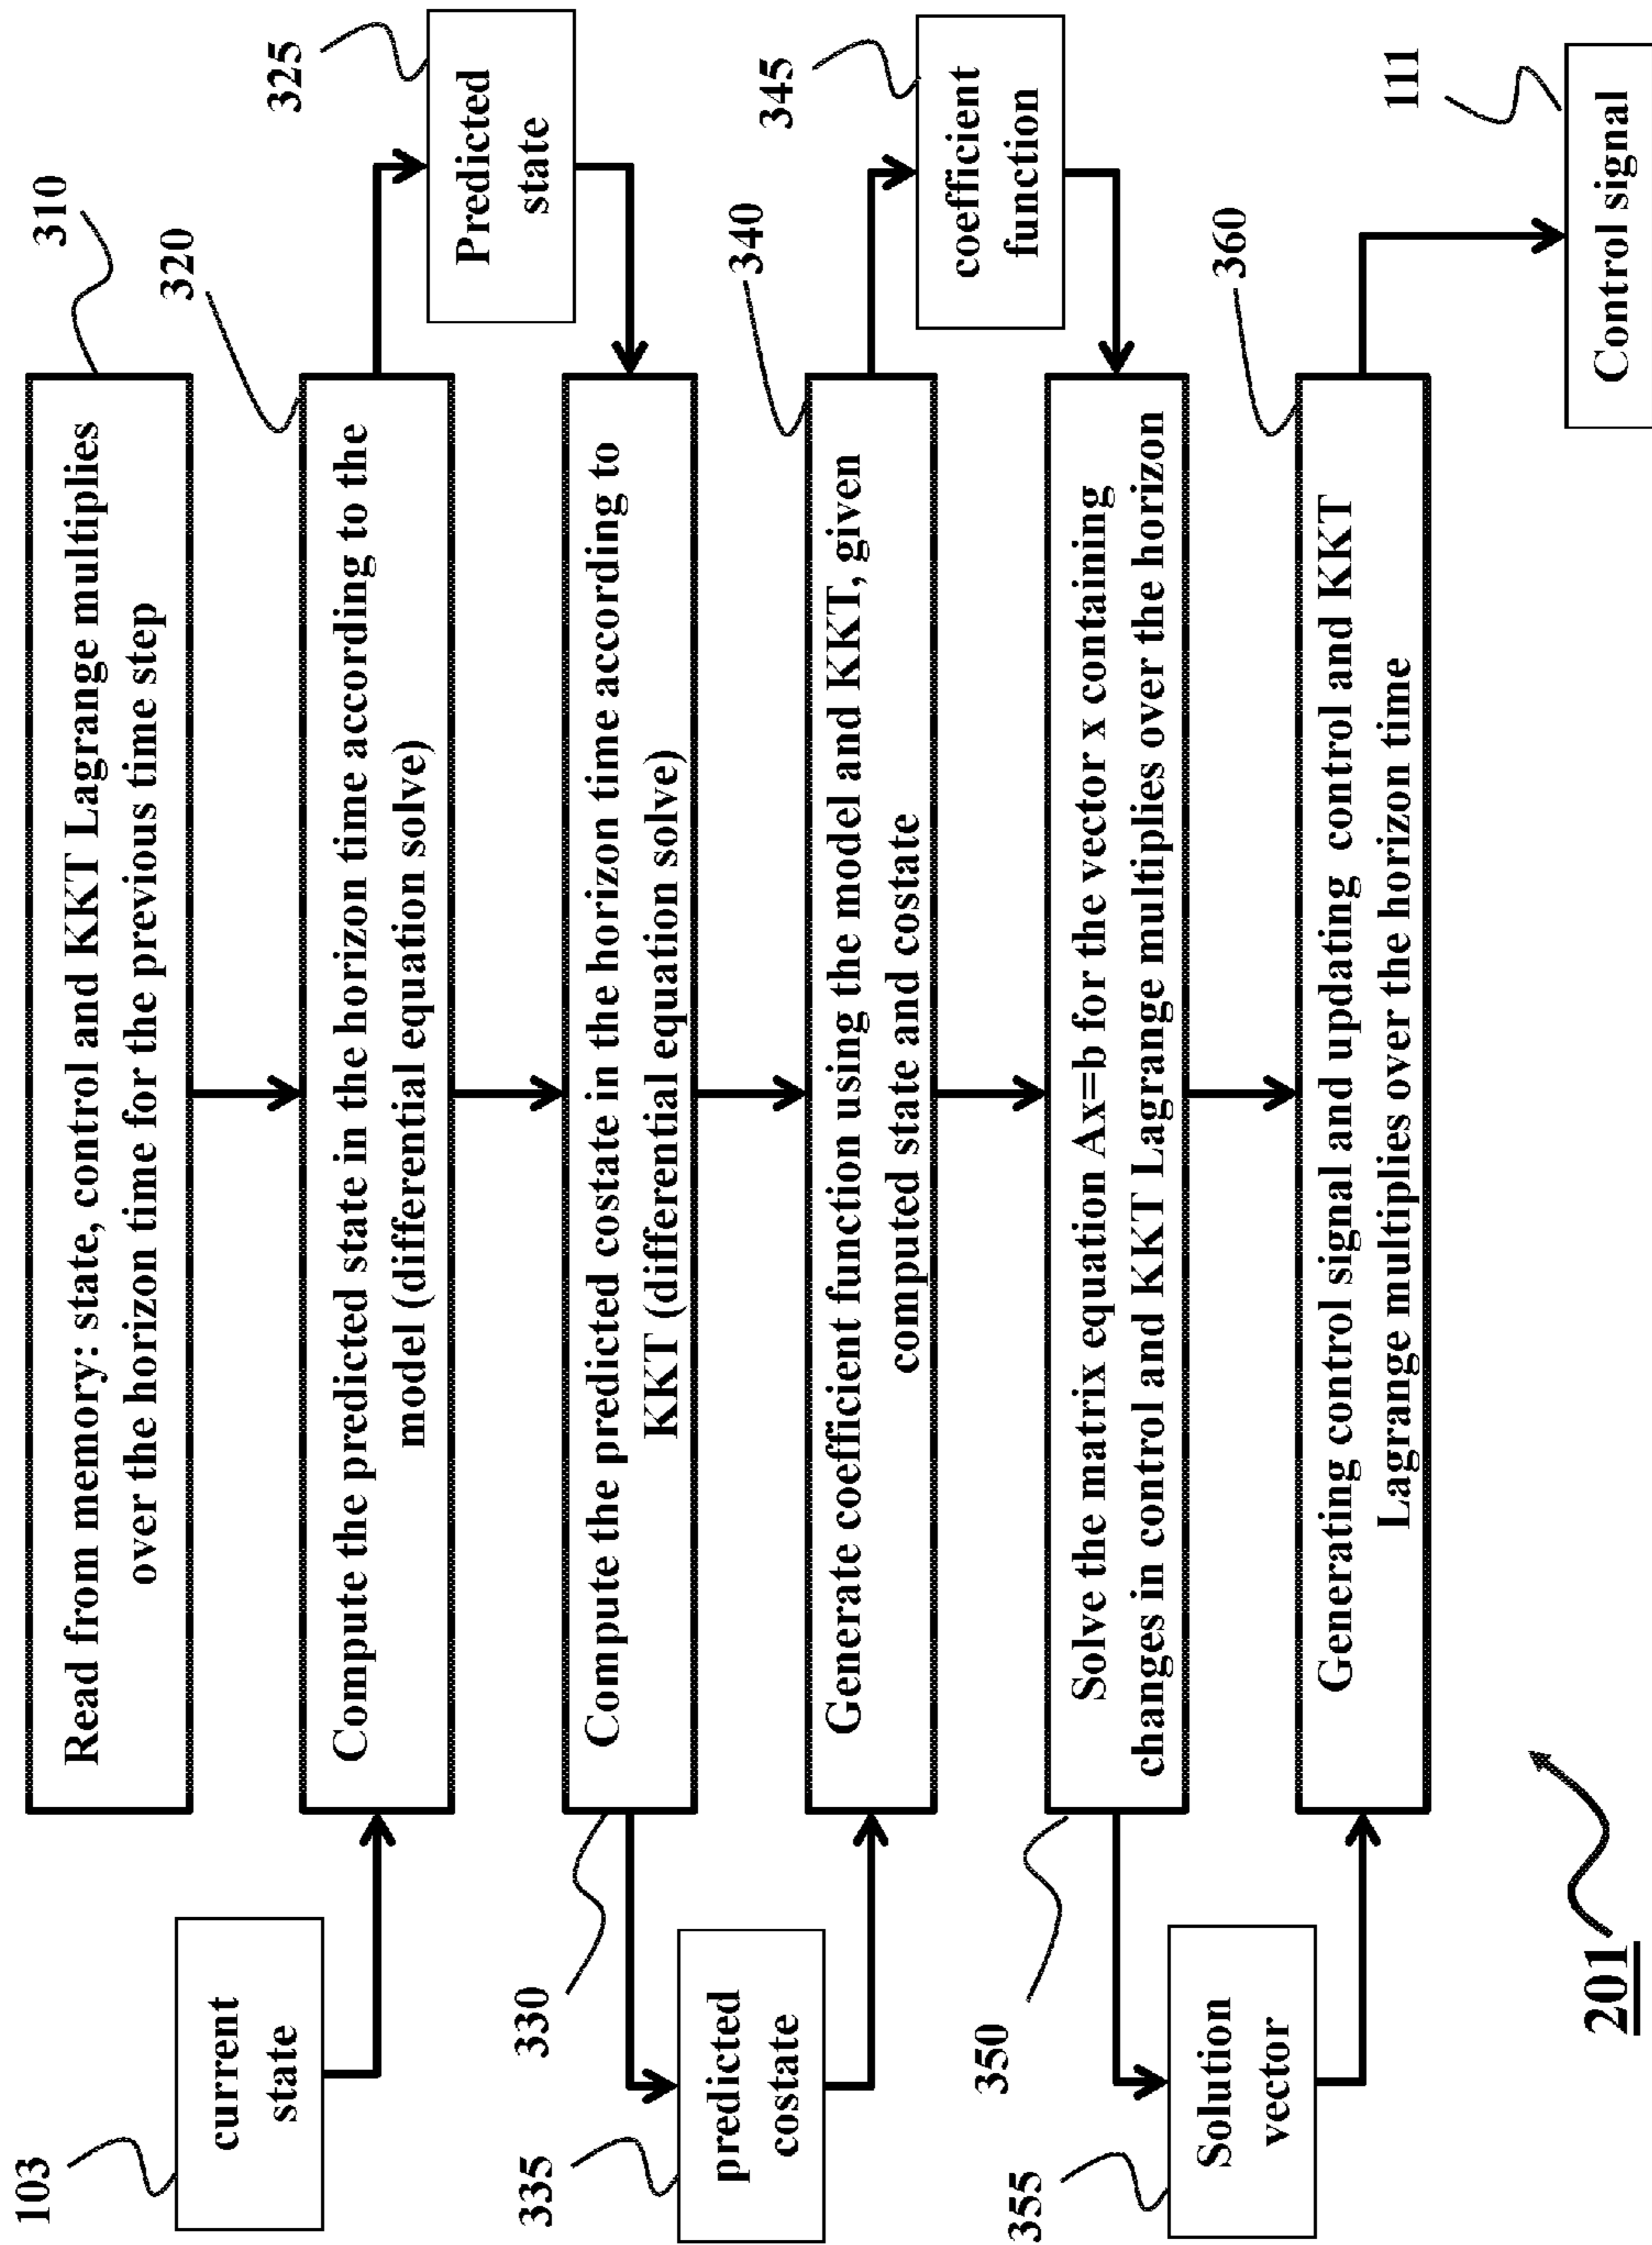 310
Read from memory: state, control and KKT Lagrange multiplies
over the horizon time for the previous time step
103
current
state
320
Compute the predicted state in the horizon time according to the
model (differential equation solve)
325
Predicted
state
330
Compute the predicted costate in the horizon time according to
KKT (differential equation solve)
335
predicted
costate
340
Generate coefficient function using the model and KKT, given
computed state and costate
345
coefficient
function
350
Solve the matrix equation Ax=b for the vector x containing
changes in control and KKT Lagrange multiplies over the horizon
355
Solution
vector
360
Generating control signal and updating control and KKT
Lagrange multiplies over the horizon time
111
Control signal
201